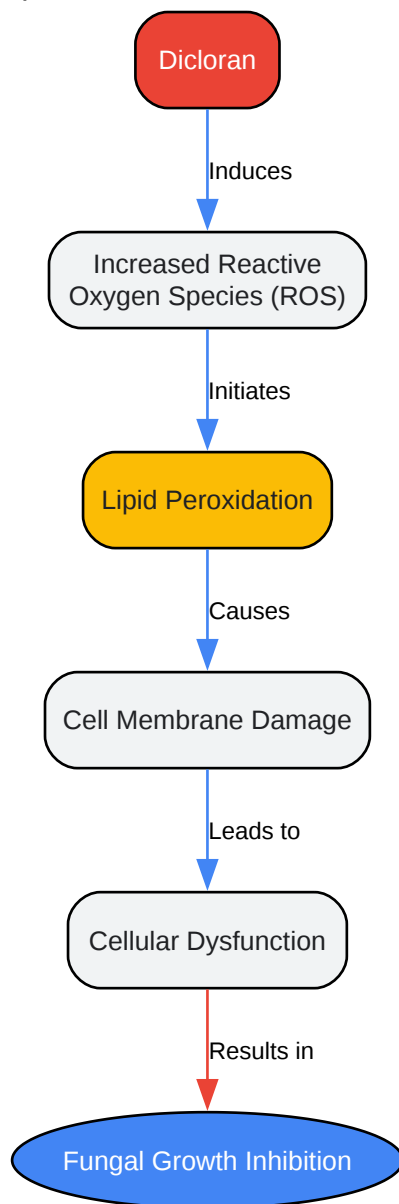 Dicloran
Induces
Increased Reactive
Oxygen Species (ROS)
Initiates
Lipid Peroxidation
Causes
Cell Membrane Damage
Leads to
Cellular Dysfunction
Results in
Fungal Growth Inhibition